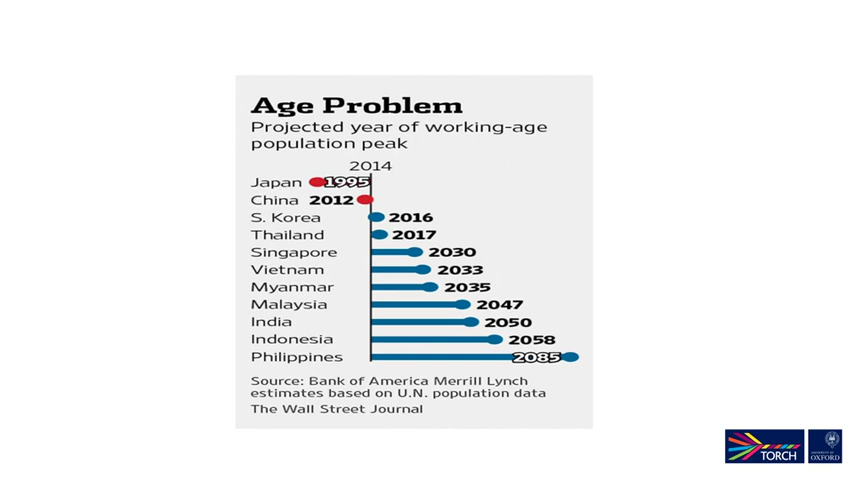 Age Problem
Projected year of working-age
population peak
2014
Japan 1995
China 2012
S. Korea 2016
Thailand 2017
Singapore 2030
Vietnam 2033
Myanmar 2035
Malaysia 2047
India 2050
Indonesia 2058
Philippines 2085
Source: Bank of America Merrill Lynch
estimates based on U.N. population data
The Wall Street Journal
TORCH
UNIVERSITY OF
OXFORD